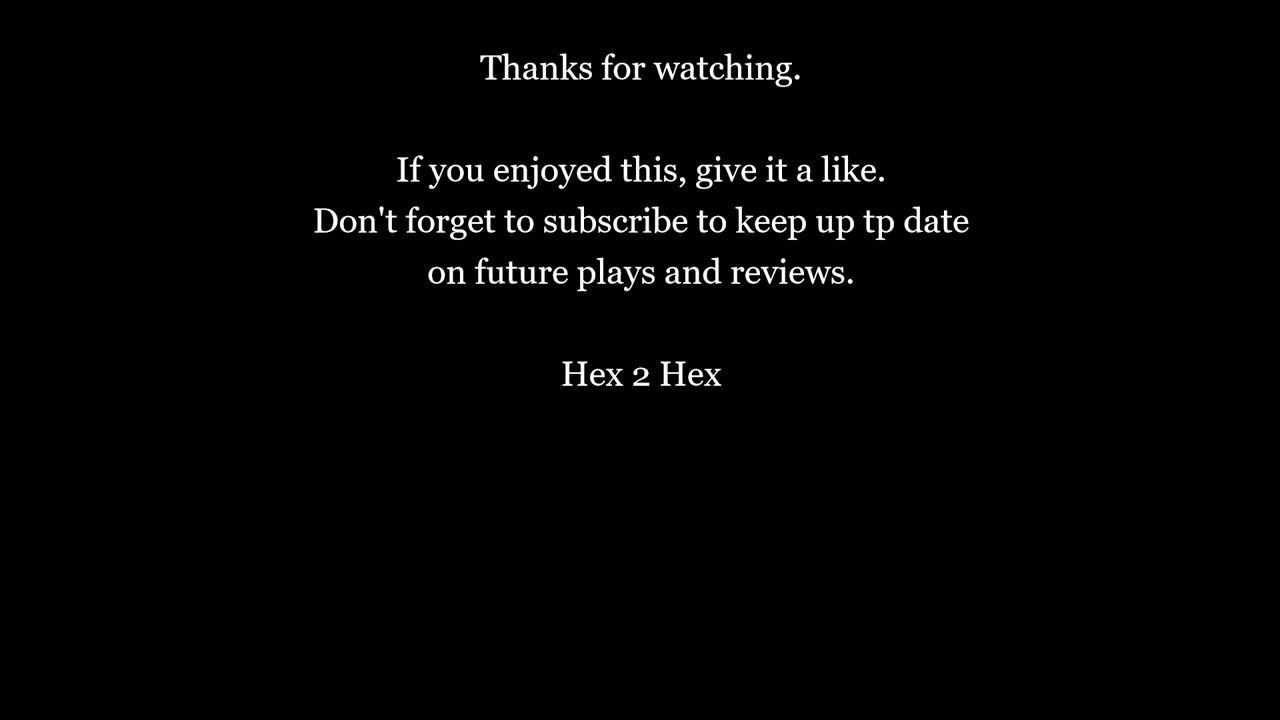 Thanks for watching.
If you enjoyed this, give it a like.
Don't forget to subscribe to keep up tp date
on future plays and reviews.
Hex 2 Hex